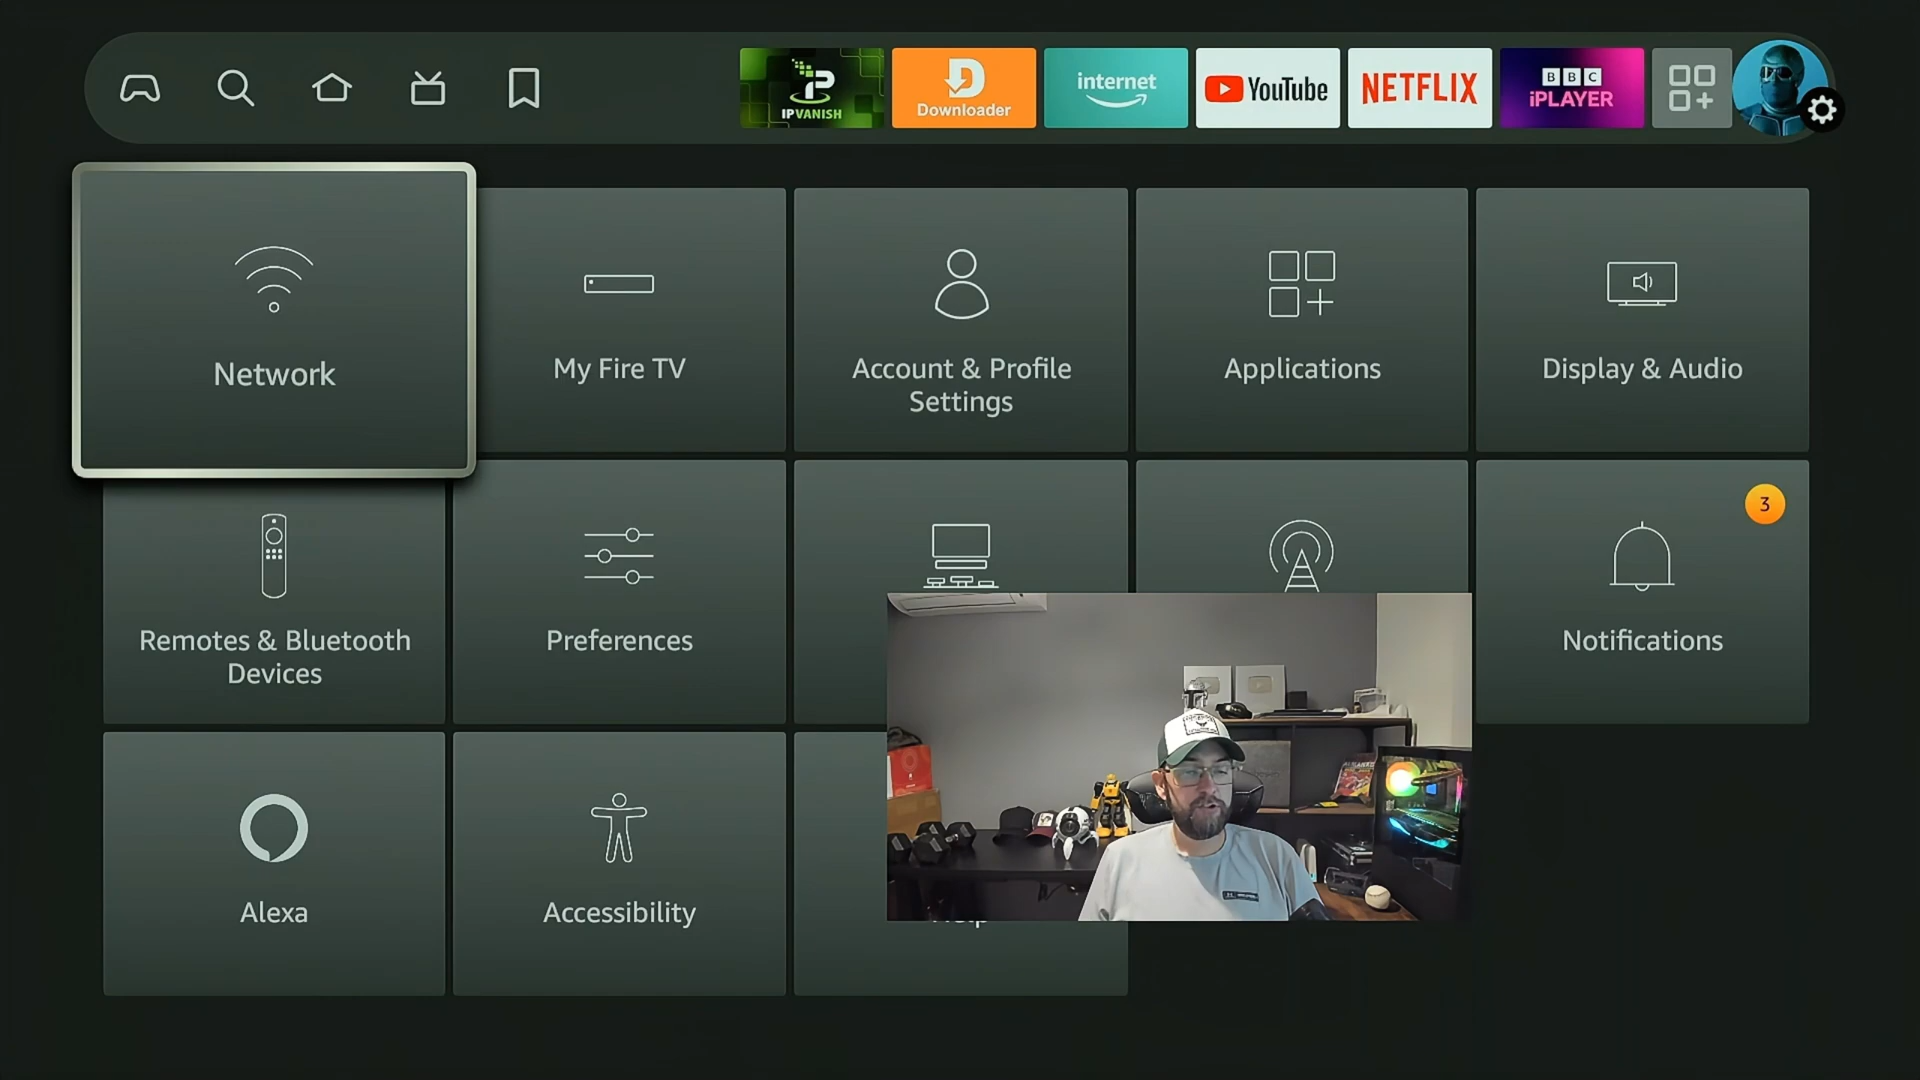 IPVANISH
D
Downloader
internet
YouTube
NETFLIX
BBC
iPLAYER
Network
My Fire TV
Account & Profile
Settings
Applications
Display & Audio
3
Remotes & Bluetooth
Devices
Preferences
Notifications
Alexa
Accessibility
Help